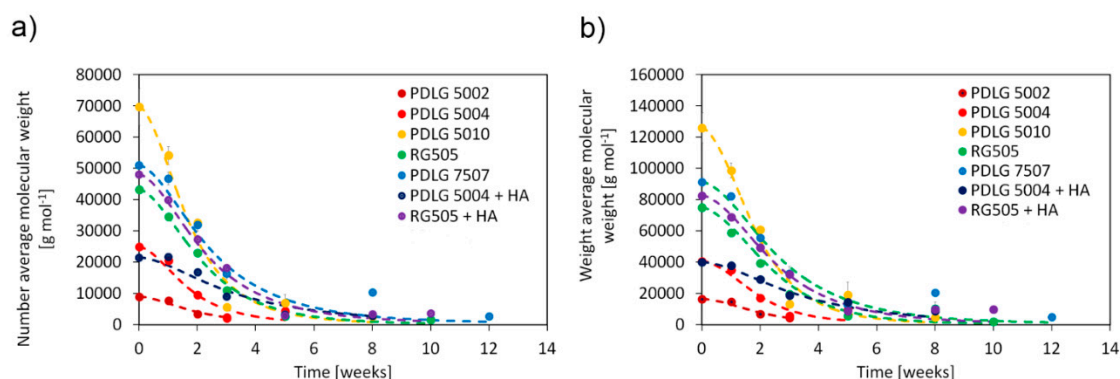 a)
Number average molecular weight
[g mol⁻¹]
80000
70000
60000
50000
40000
30000
20000
10000
0
0 2 4 6 8 10 12 14
Time [weeks]
PDLG 5002
PDLG 5004
PDLG 5010
RG505
PDLG 7507
PDLG 5004 + HA
RG505 + HA
b)
Weight average molecular
weight [g mol⁻¹]
160000
140000
120000
100000
80000
60000
40000
20000
0
0 2 4 6 8 10 12 14
Time [weeks]
PDLG 5002
PDLG 5004
PDLG 5010
RG505
PDLG 7507
PDLG 5004 + HA
RG505 + HA